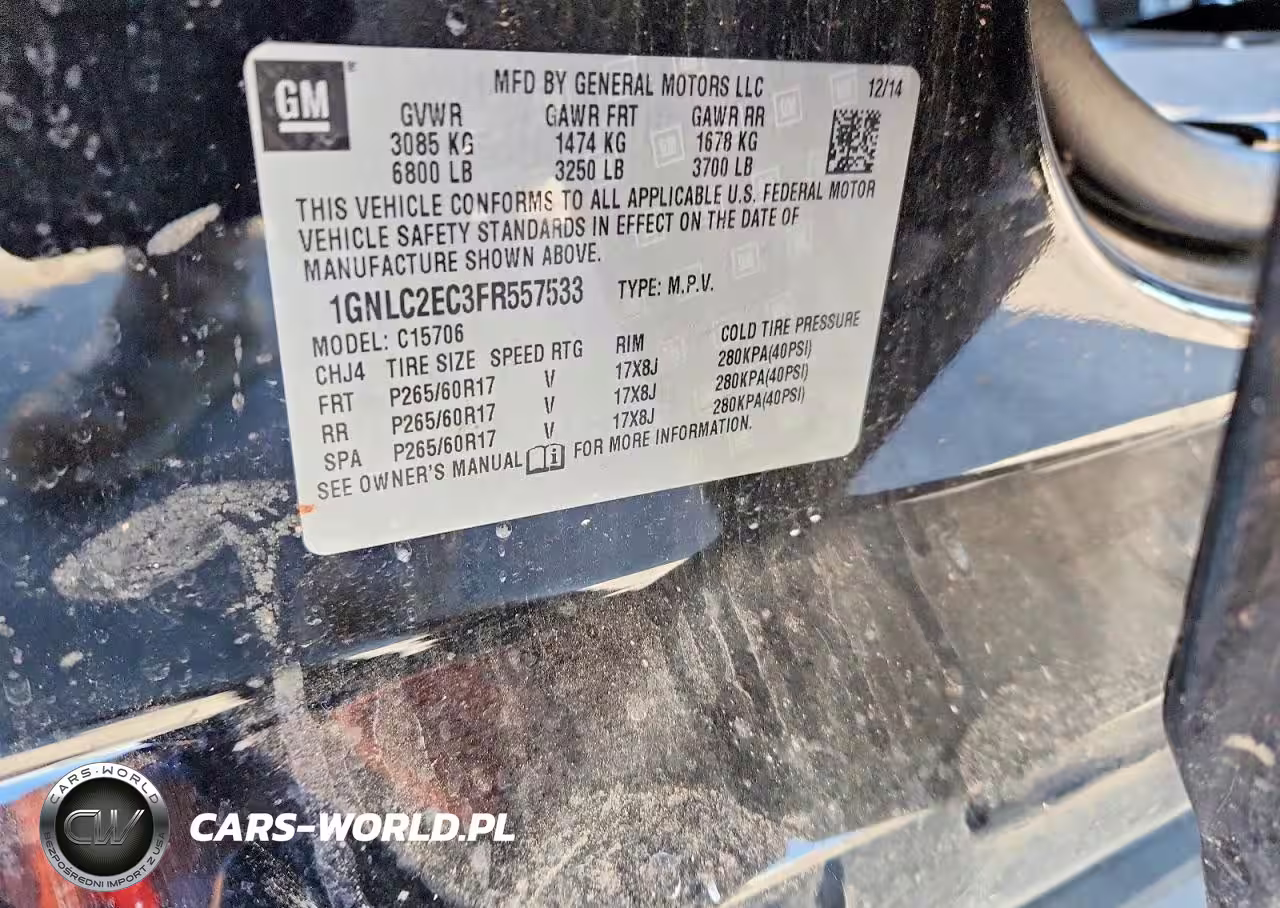 GM
MFD BY GENERAL MOTORS LLC 12/14
GVWR GAWR FRT GAWR RR
3085 KG 1474 KG 1678 KG
6800 LB 3250 LB 3700 LB
THIS VEHICLE CONFORMS TO ALL APPLICABLE U.S. FEDERAL MOTOR
VEHICLE SAFETY STANDARDS IN EFFECT ON THE DATE OF
MANUFACTURE SHOWN ABOVE.
1GNLC2EC3FR557533 TYPE: M.P.V.
MODEL: C15706
CHJ4 TIRE SIZE SPEED RTG RIM COLD TIRE PRESSURE
FRT P265/60R17 V 17X8J 280KPA(40PSI)
RR P265/60R17 V 17X8J 280KPA(40PSI)
SPA P265/60R17 V 17X8J 280KPA(40PSI)
SEE OWNER'S MANUAL FOR MORE INFORMATION.
CARS-WORLD
CW
BEZPOŚREDNI IMPORT Z USA
CARS-WORLD.PL